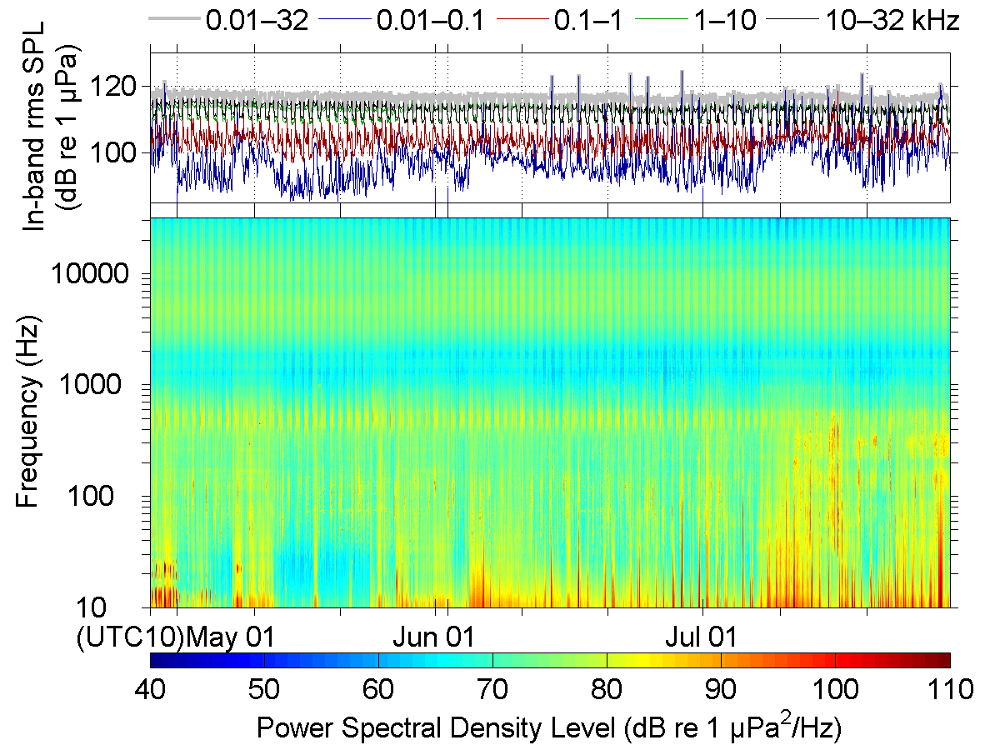 0.01–32 0.01–0.1 0.1–1 1–10 10–32 kHz
In-band rms SPL
(dB re 1 µPa)
120
100
Frequency (Hz)
10000
1000
100
10
(UTC10) May 01 Jun 01 Jul 01
40 50 60 70 80 90 100 110
Power Spectral Density Level (dB re 1 µPa²/Hz)